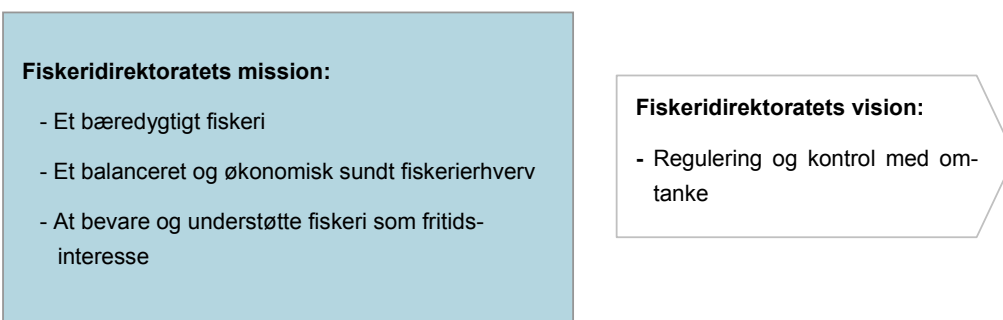 Fiskeridirektoratets mission:
- Et bæredygtigt fiskeri
- Et balanceret og økonomisk sundt fiskerierhverv
- At bevare og understøtte fiskeri som fritids-
interesse
Fiskeridirektoratets vision:
- Regulering og kontrol med om-
tanke